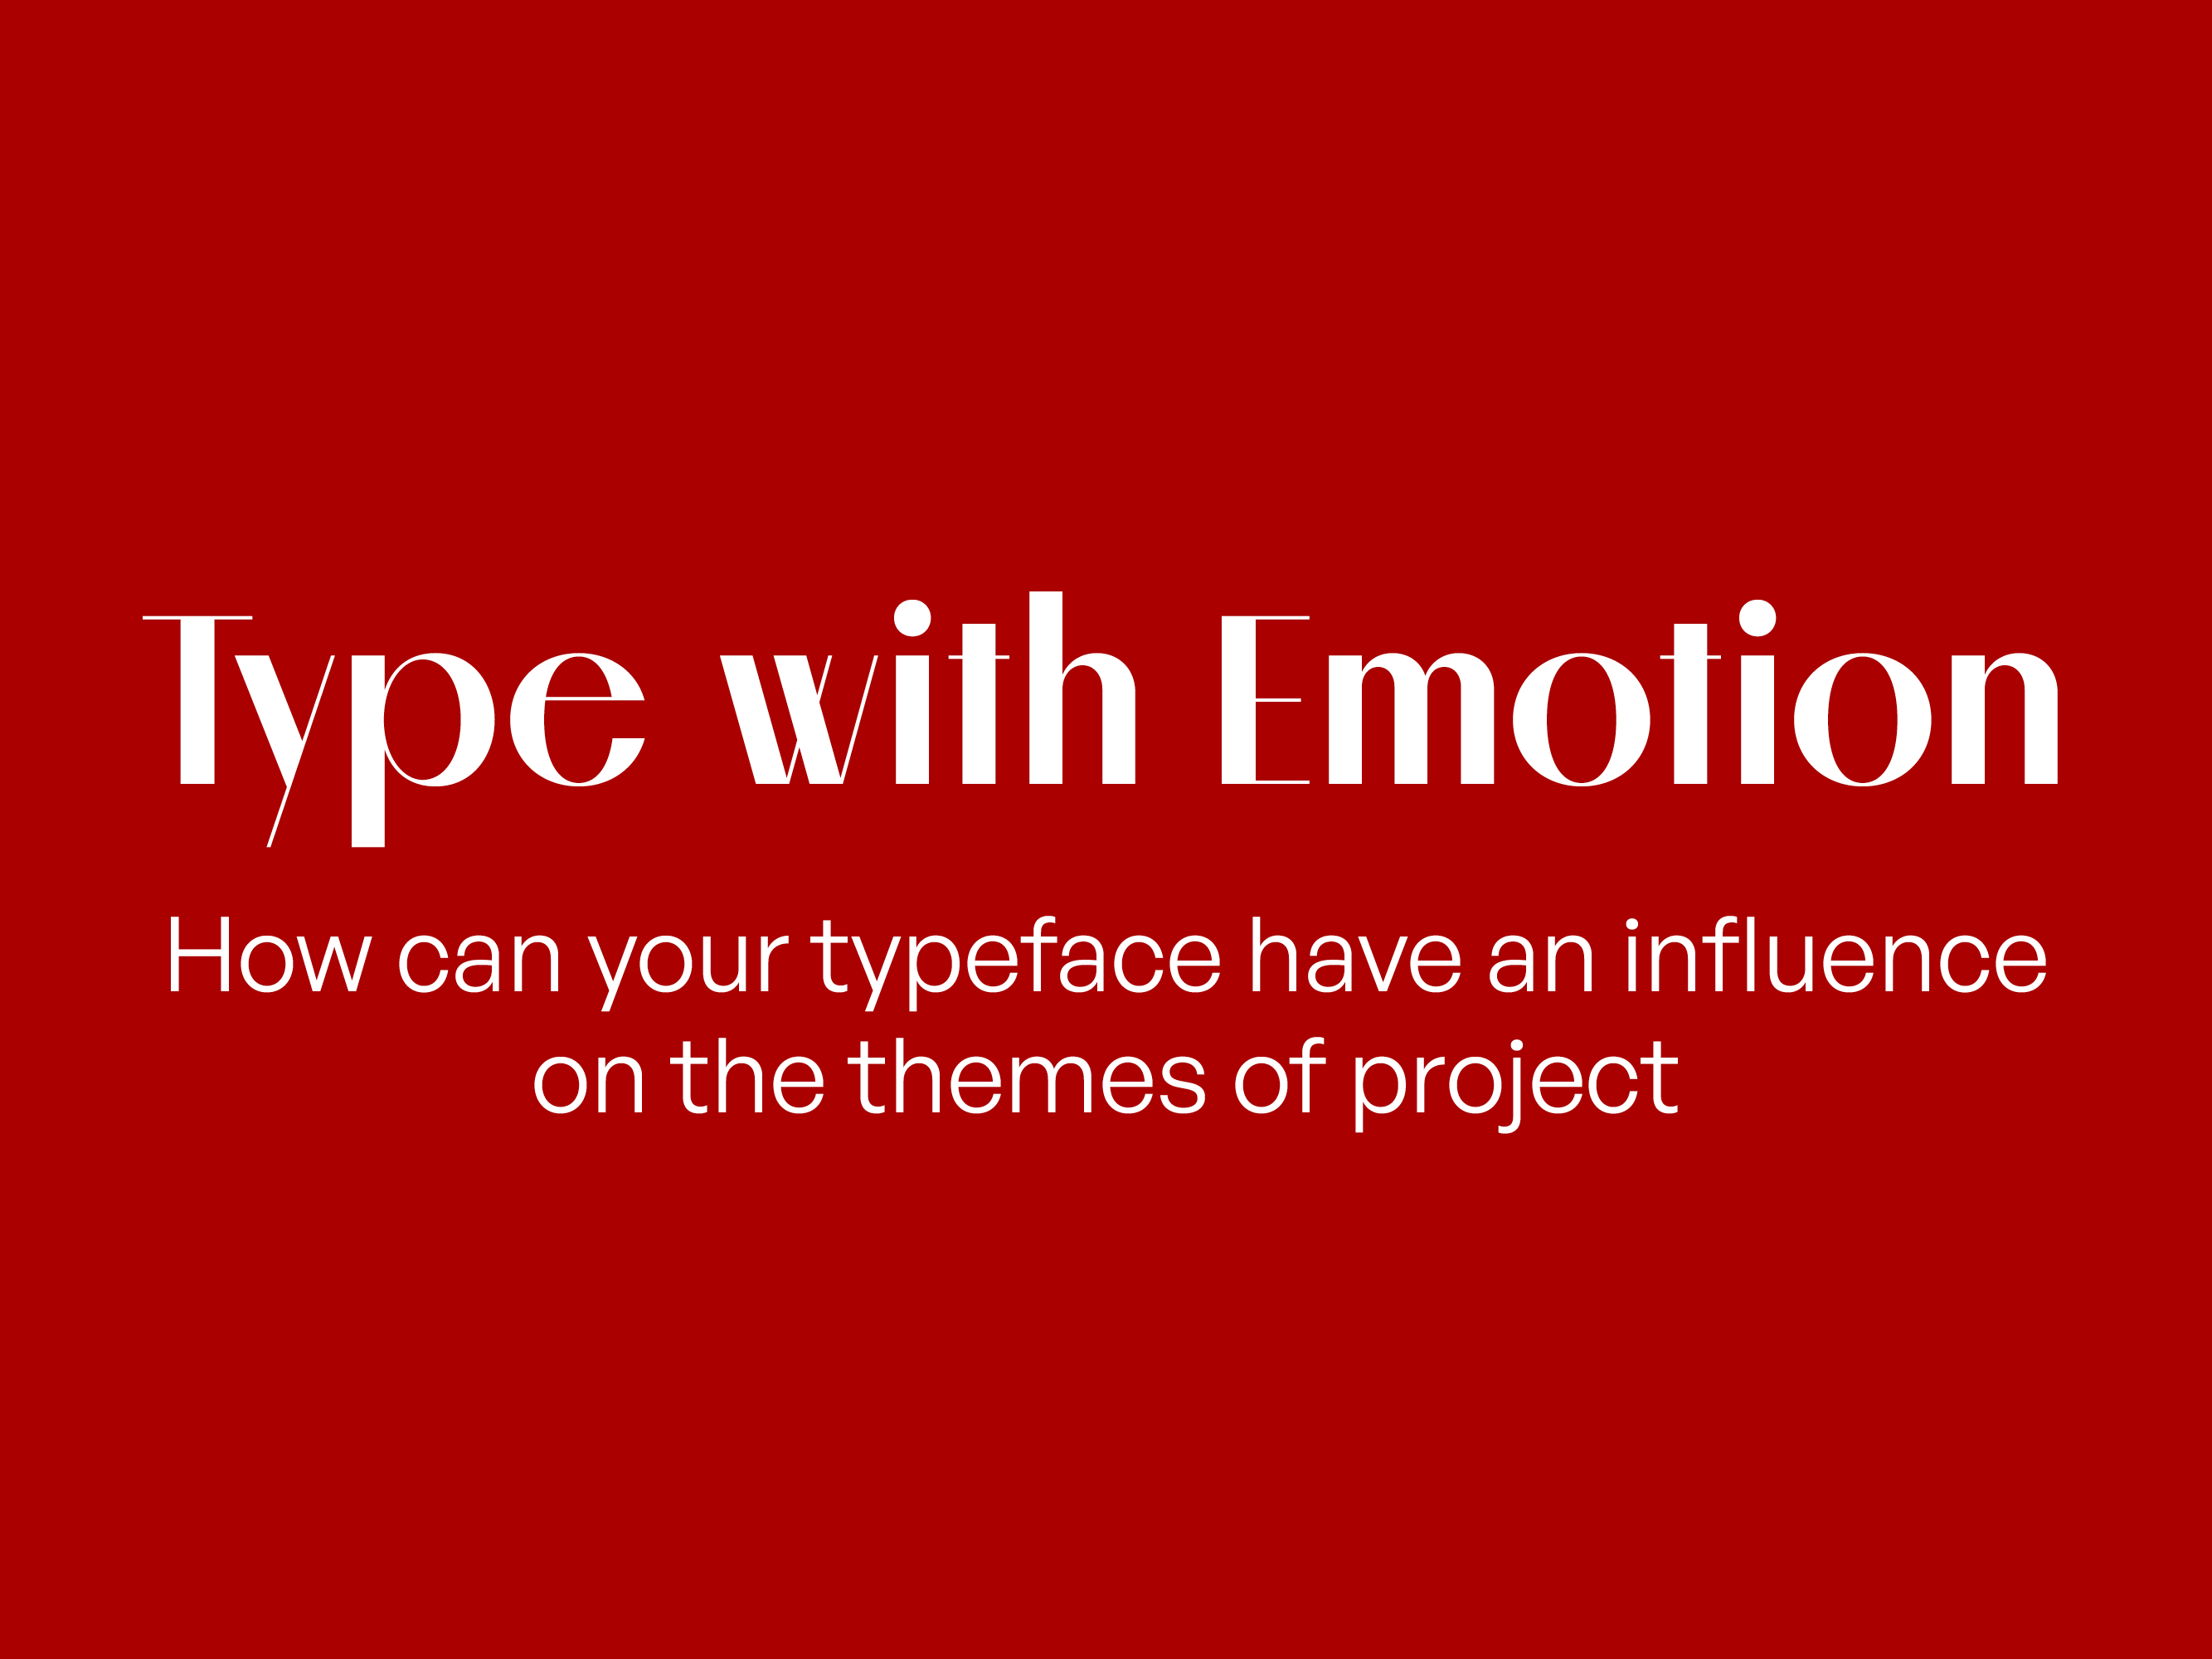 Type with Emotion
How can your typeface have an influence
on the themes of project